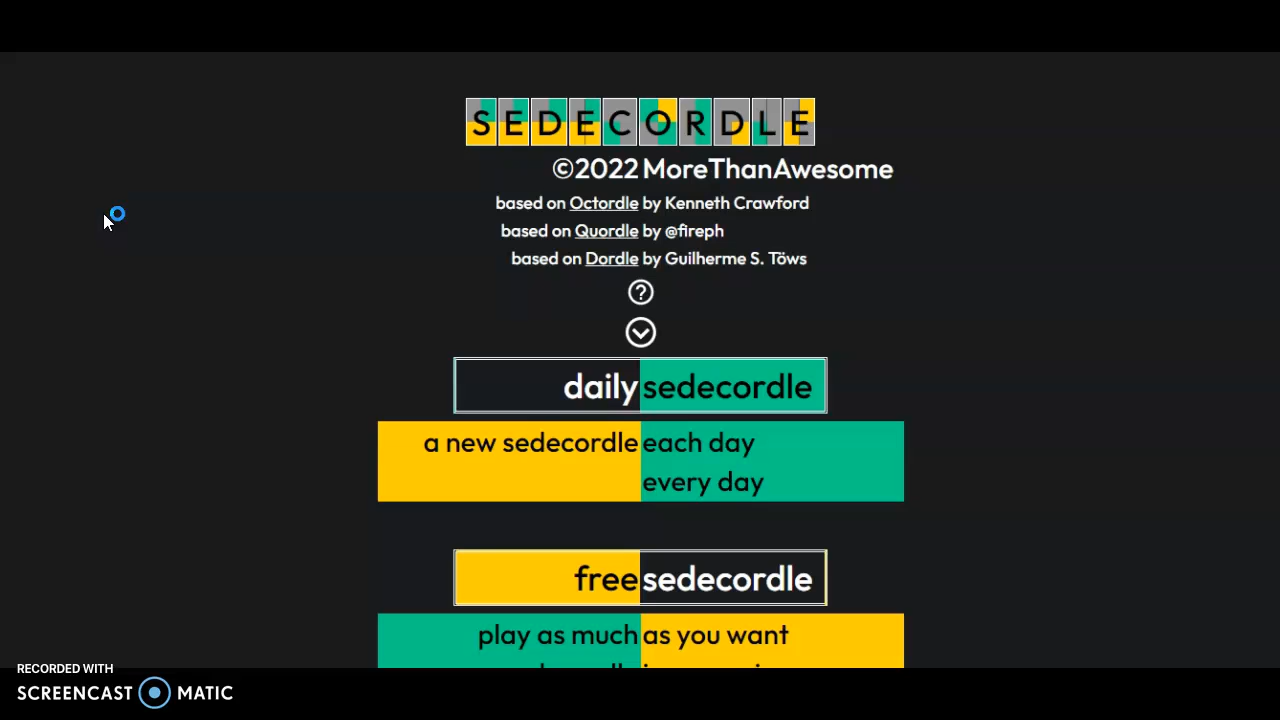 SEDECORDLE
©2022 MoreThanAwesome
based on Octordle by Kenneth Crawford
based on Quordle by @fireph
based on Dordle by Guilherme S. Töws
?
daily sedecordle
a new sedecordle each day
every day
free sedecordle
play as much as you want
RECORDED WITH
SCREENCAST MATIC